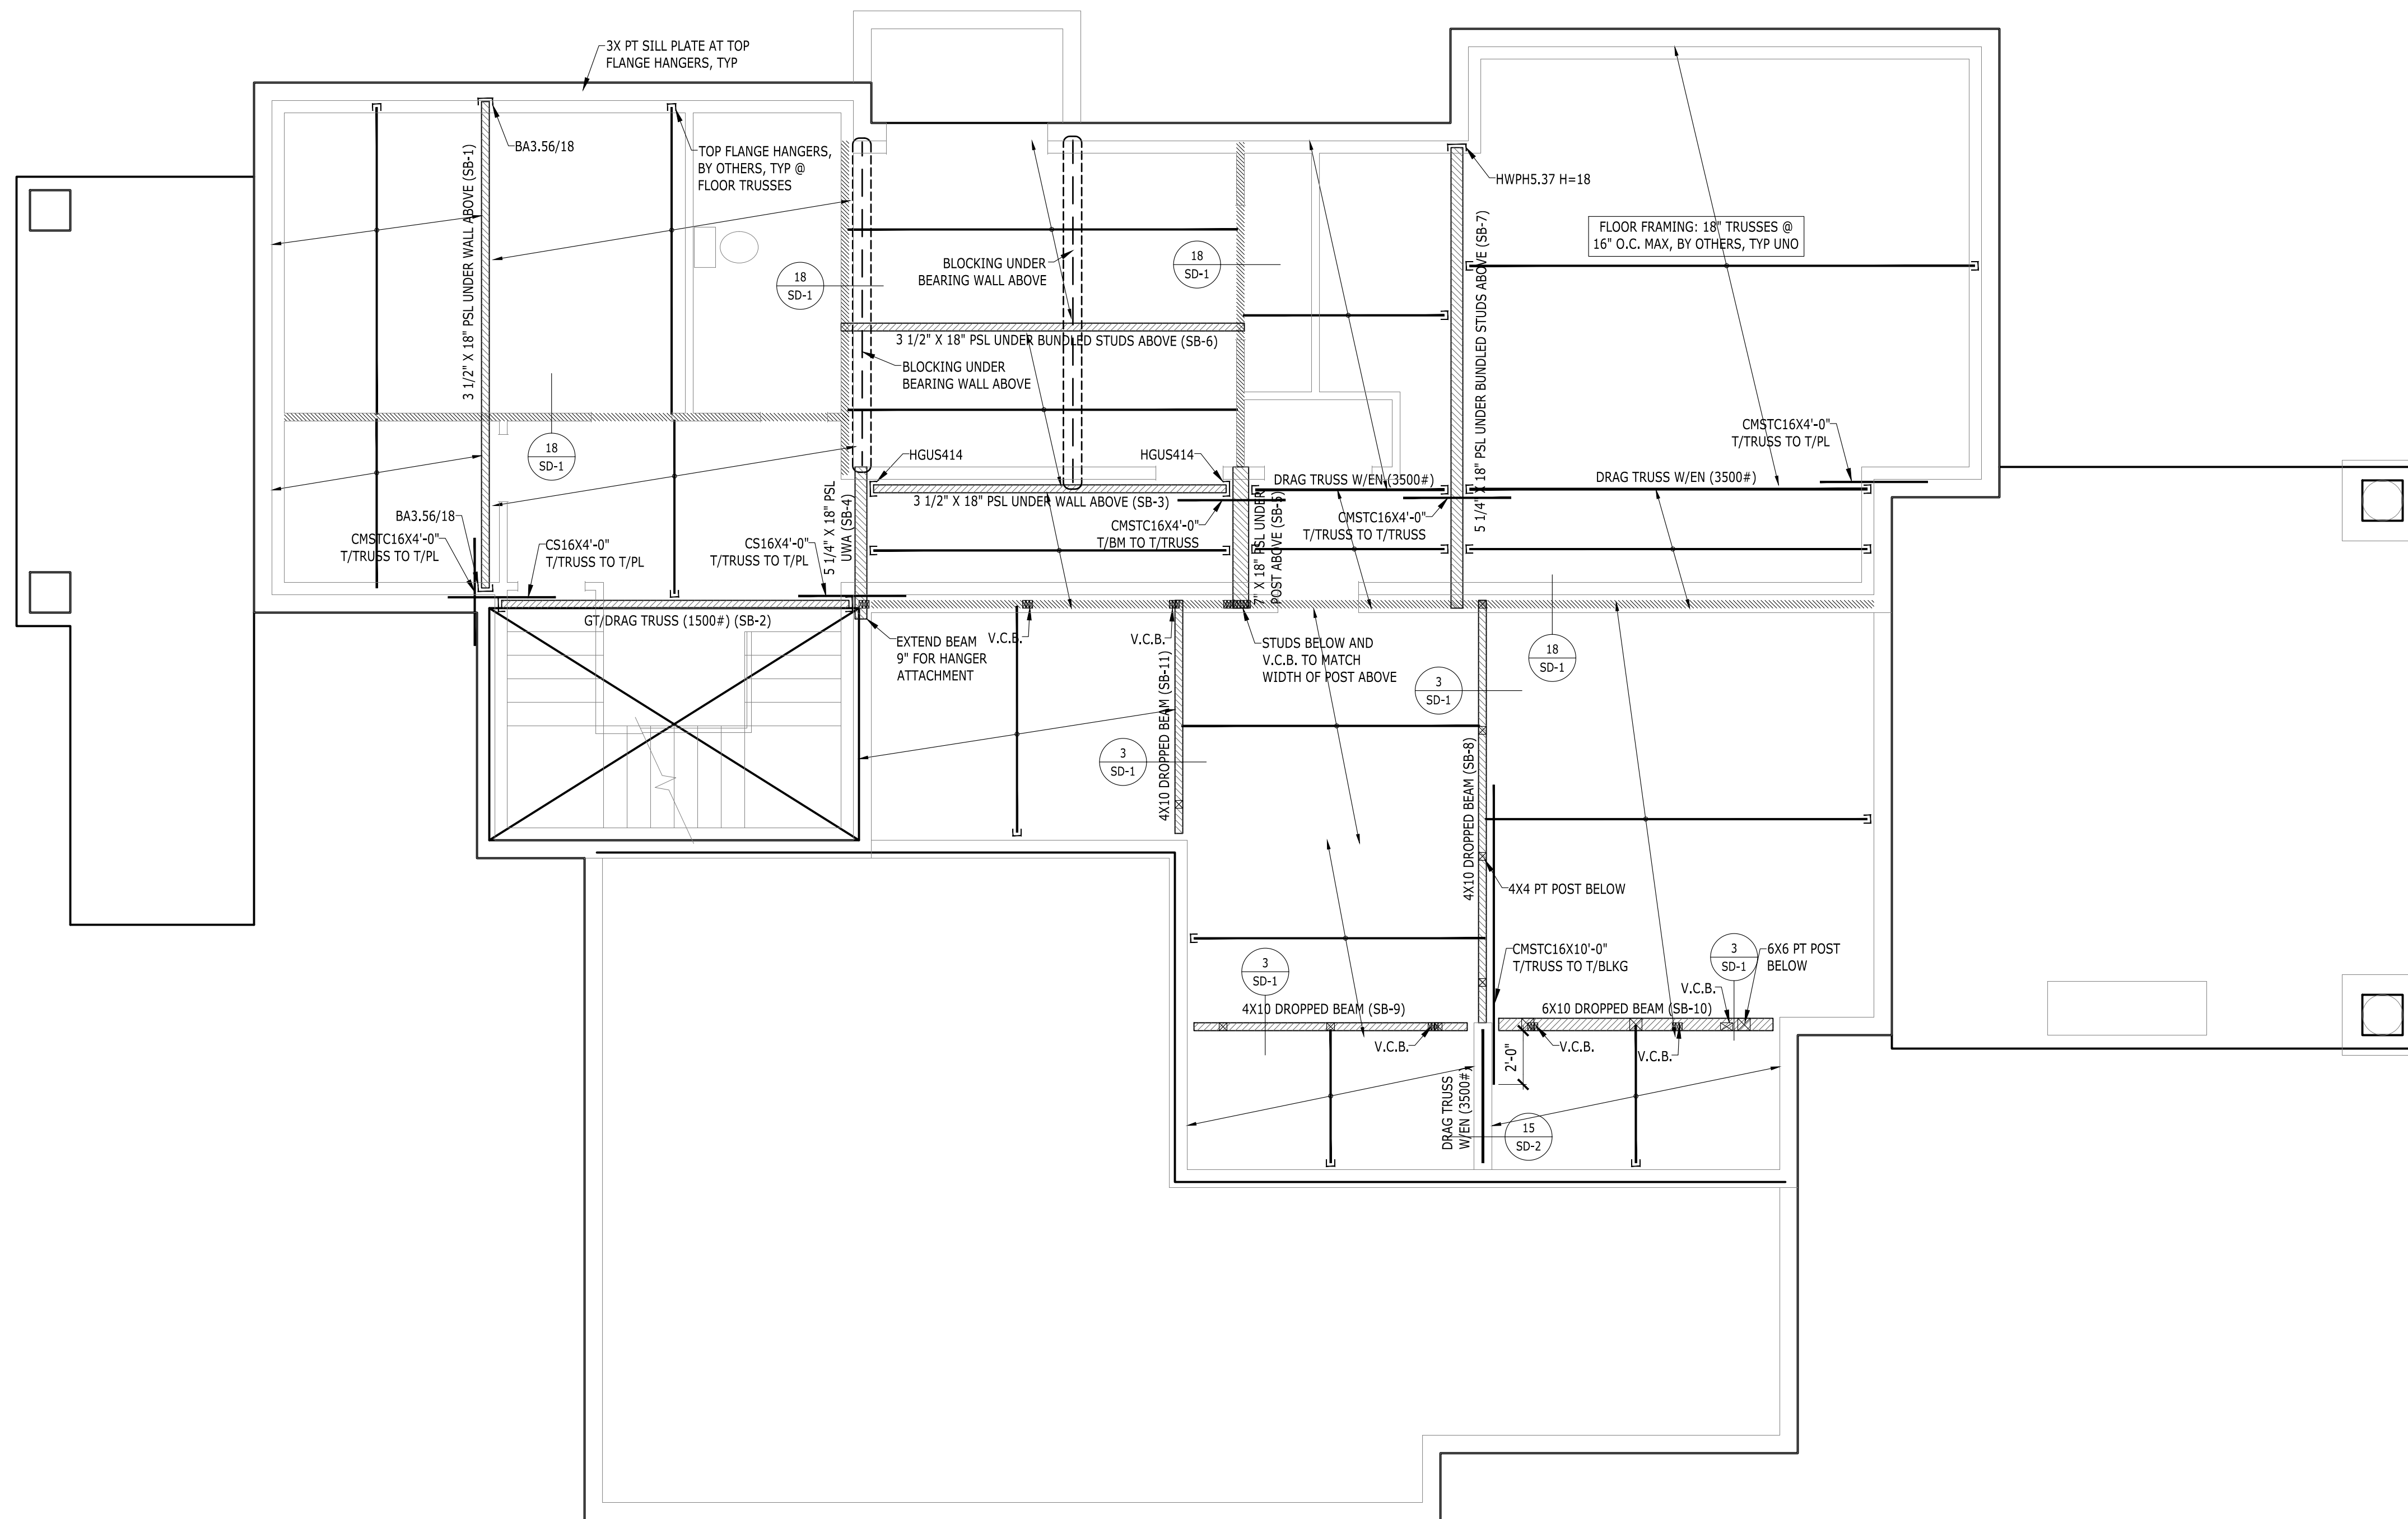 3X PT SILL PLATE AT TOP
FLANGE HANGERS, TYP
BA3.56/18
3 1/2" X 18" PSL UNDER WALL ABOVE (SB-1)
TOP FLANGE HANGERS,
BY OTHERS, TYP @
FLOOR TRUSSES
HWPH5.37 H=18
FLOOR FRAMING: 18" TRUSSES @
16" O.C. MAX, BY OTHERS, TYP UNO
18
SD-1
BLOCKING UNDER
BEARING WALL ABOVE
18
SD-1
5 1/4" X 18" PSL UNDER BUNDLED STUDS ABOVE (SB-7)
3 1/2" X 18" PSL UNDER BUNDLED STUDS ABOVE (SB-6)
BLOCKING UNDER
BEARING WALL ABOVE
18
SD-1
HGUS414
HGUS414
CMSTC16X4'-0"
T/TRUSS TO T/PL
DRAG TRUSS W/EN (3500#)
DRAG TRUSS W/EN (3500#)
3 1/2" X 18" PSL UNDER WALL ABOVE (SB-3)
5 1/4" X 18" PSL
UWA (SB-4)
7" X 18" PSL UNDER
POST ABOVE (SB-5)
BA3.56/18
CMSTC16X4'-0"
T/TRUSS TO T/PL
CS16X4'-0"
T/TRUSS TO T/PL
CS16X4'-0"
T/TRUSS TO T/PL
CMSTC16X4'-0"
T/BM TO T/TRUSS
CMSTC16X4'-0"
T/TRUSS TO T/TRUSS
GT/DRAG TRUSS (1500#) (SB-2)
EXTEND BEAM
9" FOR HANGER
ATTACHMENT
V.C.B.
V.C.B.
STUDS BELOW AND
V.C.B. TO MATCH
WIDTH OF POST ABOVE
18
SD-1
3
SD-1
4X10 DROPPED BEAM (SB-11)
3
SD-1
4X10 DROPPED BEAM (SB-8)
4X4 PT POST BELOW
CMSTC16X10'-0"
T/TRUSS TO T/BLKG
3
SD-1
6X6 PT POST
BELOW
3
SD-1
V.C.B.
4X10 DROPPED BEAM (SB-9)
6X10 DROPPED BEAM (SB-10)
V.C.B.
V.C.B.
V.C.B.
2'-0"
DRAG TRUSS
W/EN (3500#)
15
SD-2